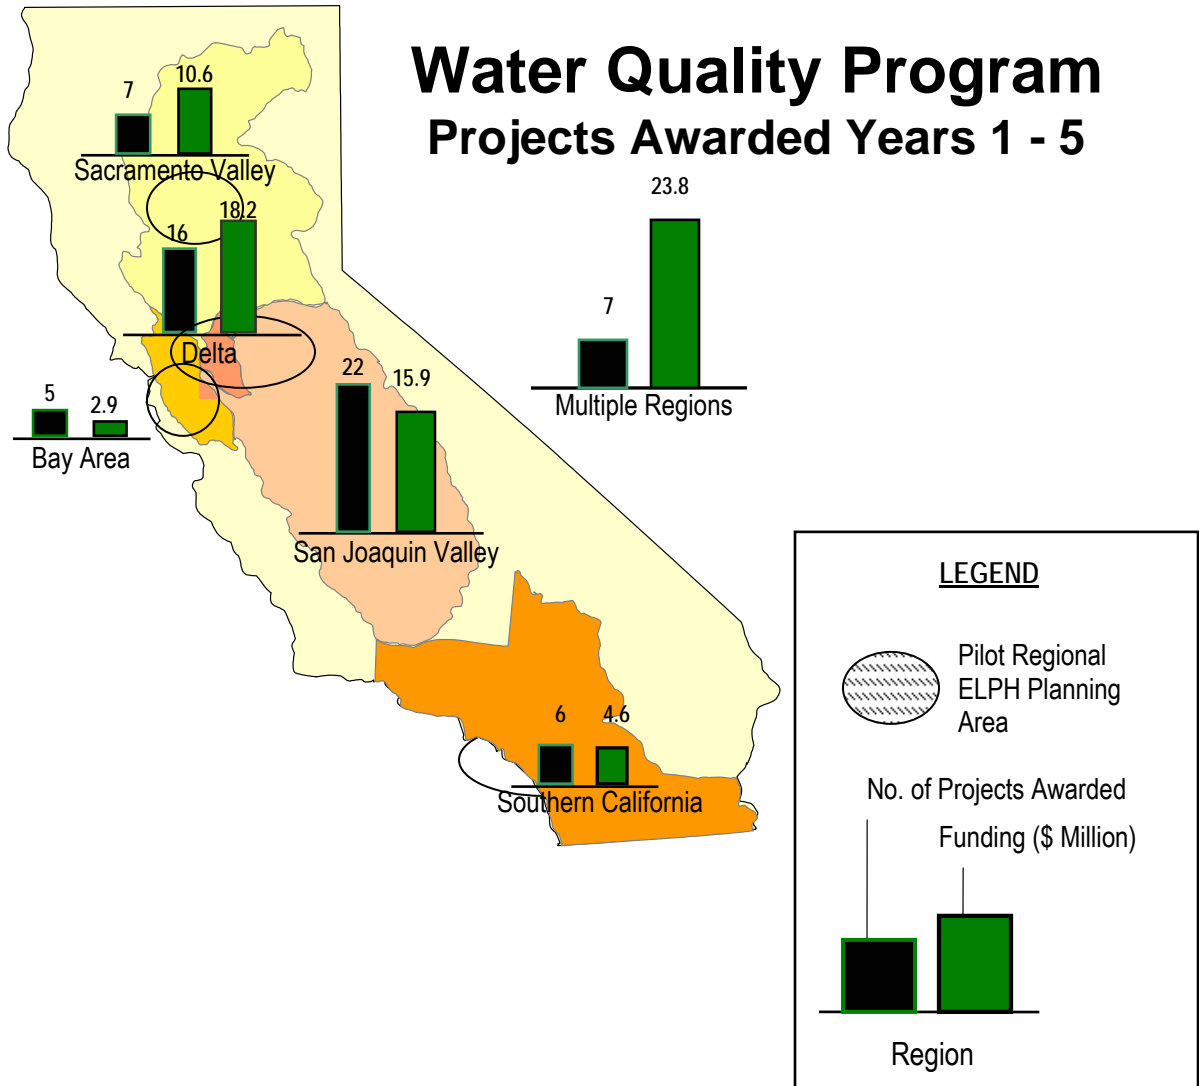 Water Quality Program
Projects Awarded Years 1 - 5
7
10.6
Sacramento Valley
16
18.2
Delta
5
2.9
Bay Area
22
15.9
San Joaquin Valley
7
23.8
Multiple Regions
6
4.6
Southern California
LEGEND
Pilot Regional
ELPH Planning
Area
No. of Projects Awarded
Funding ($ Million)
Region